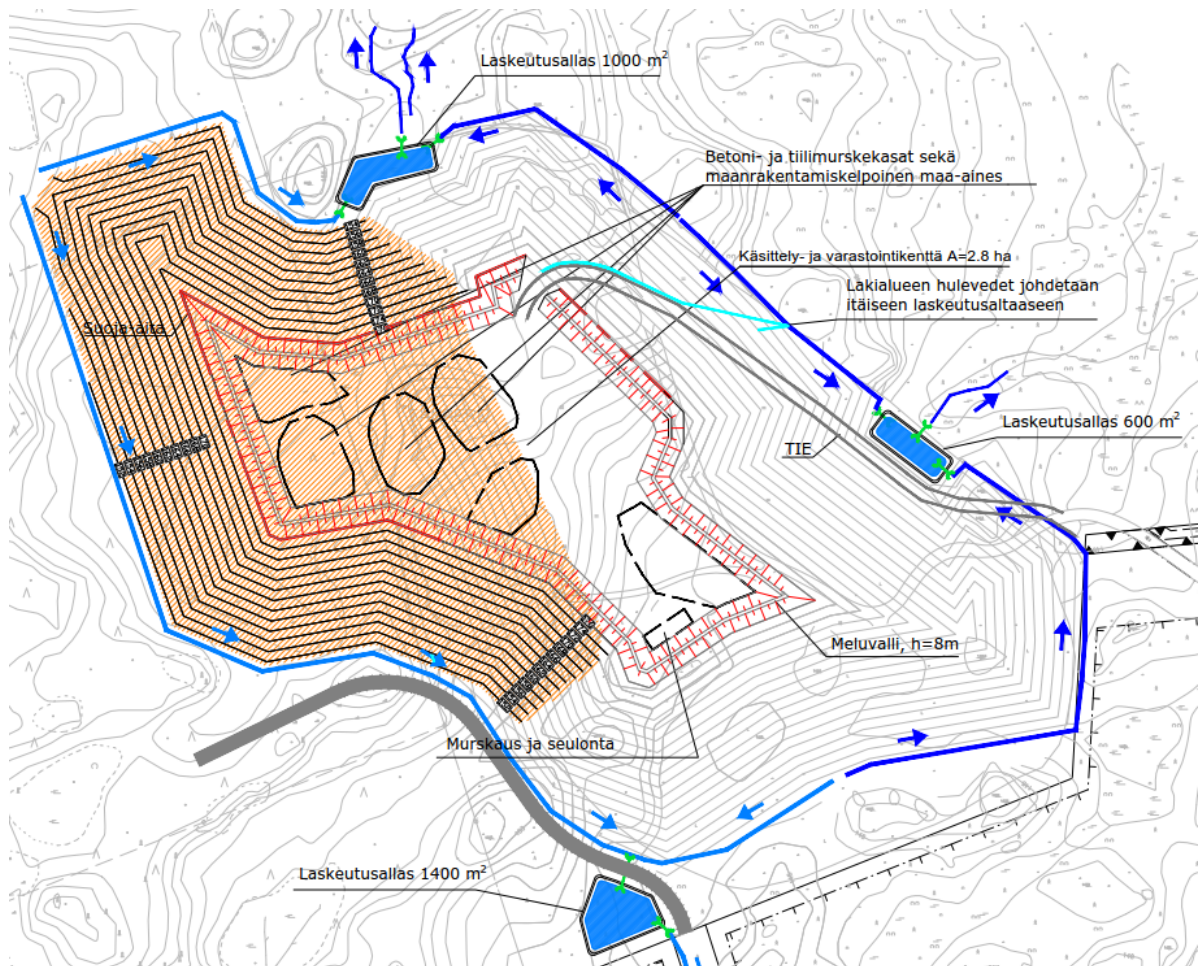 Laskeutusallas 1000 m²
Betoni- ja tiilimurskekasat sekä
maanrakentamiskelpoinen maa-aines
Käsittely- ja varastointikenttä A=2.8 ha
Lakialueen hulevedet johdetaan
itäiseen laskeutusaltaaseen
Suoja-aita
Laskeutusallas 600 m²
TIE
Meluvalli, h=8m
Murskaus ja seulonta
Laskeutusallas 1400 m²